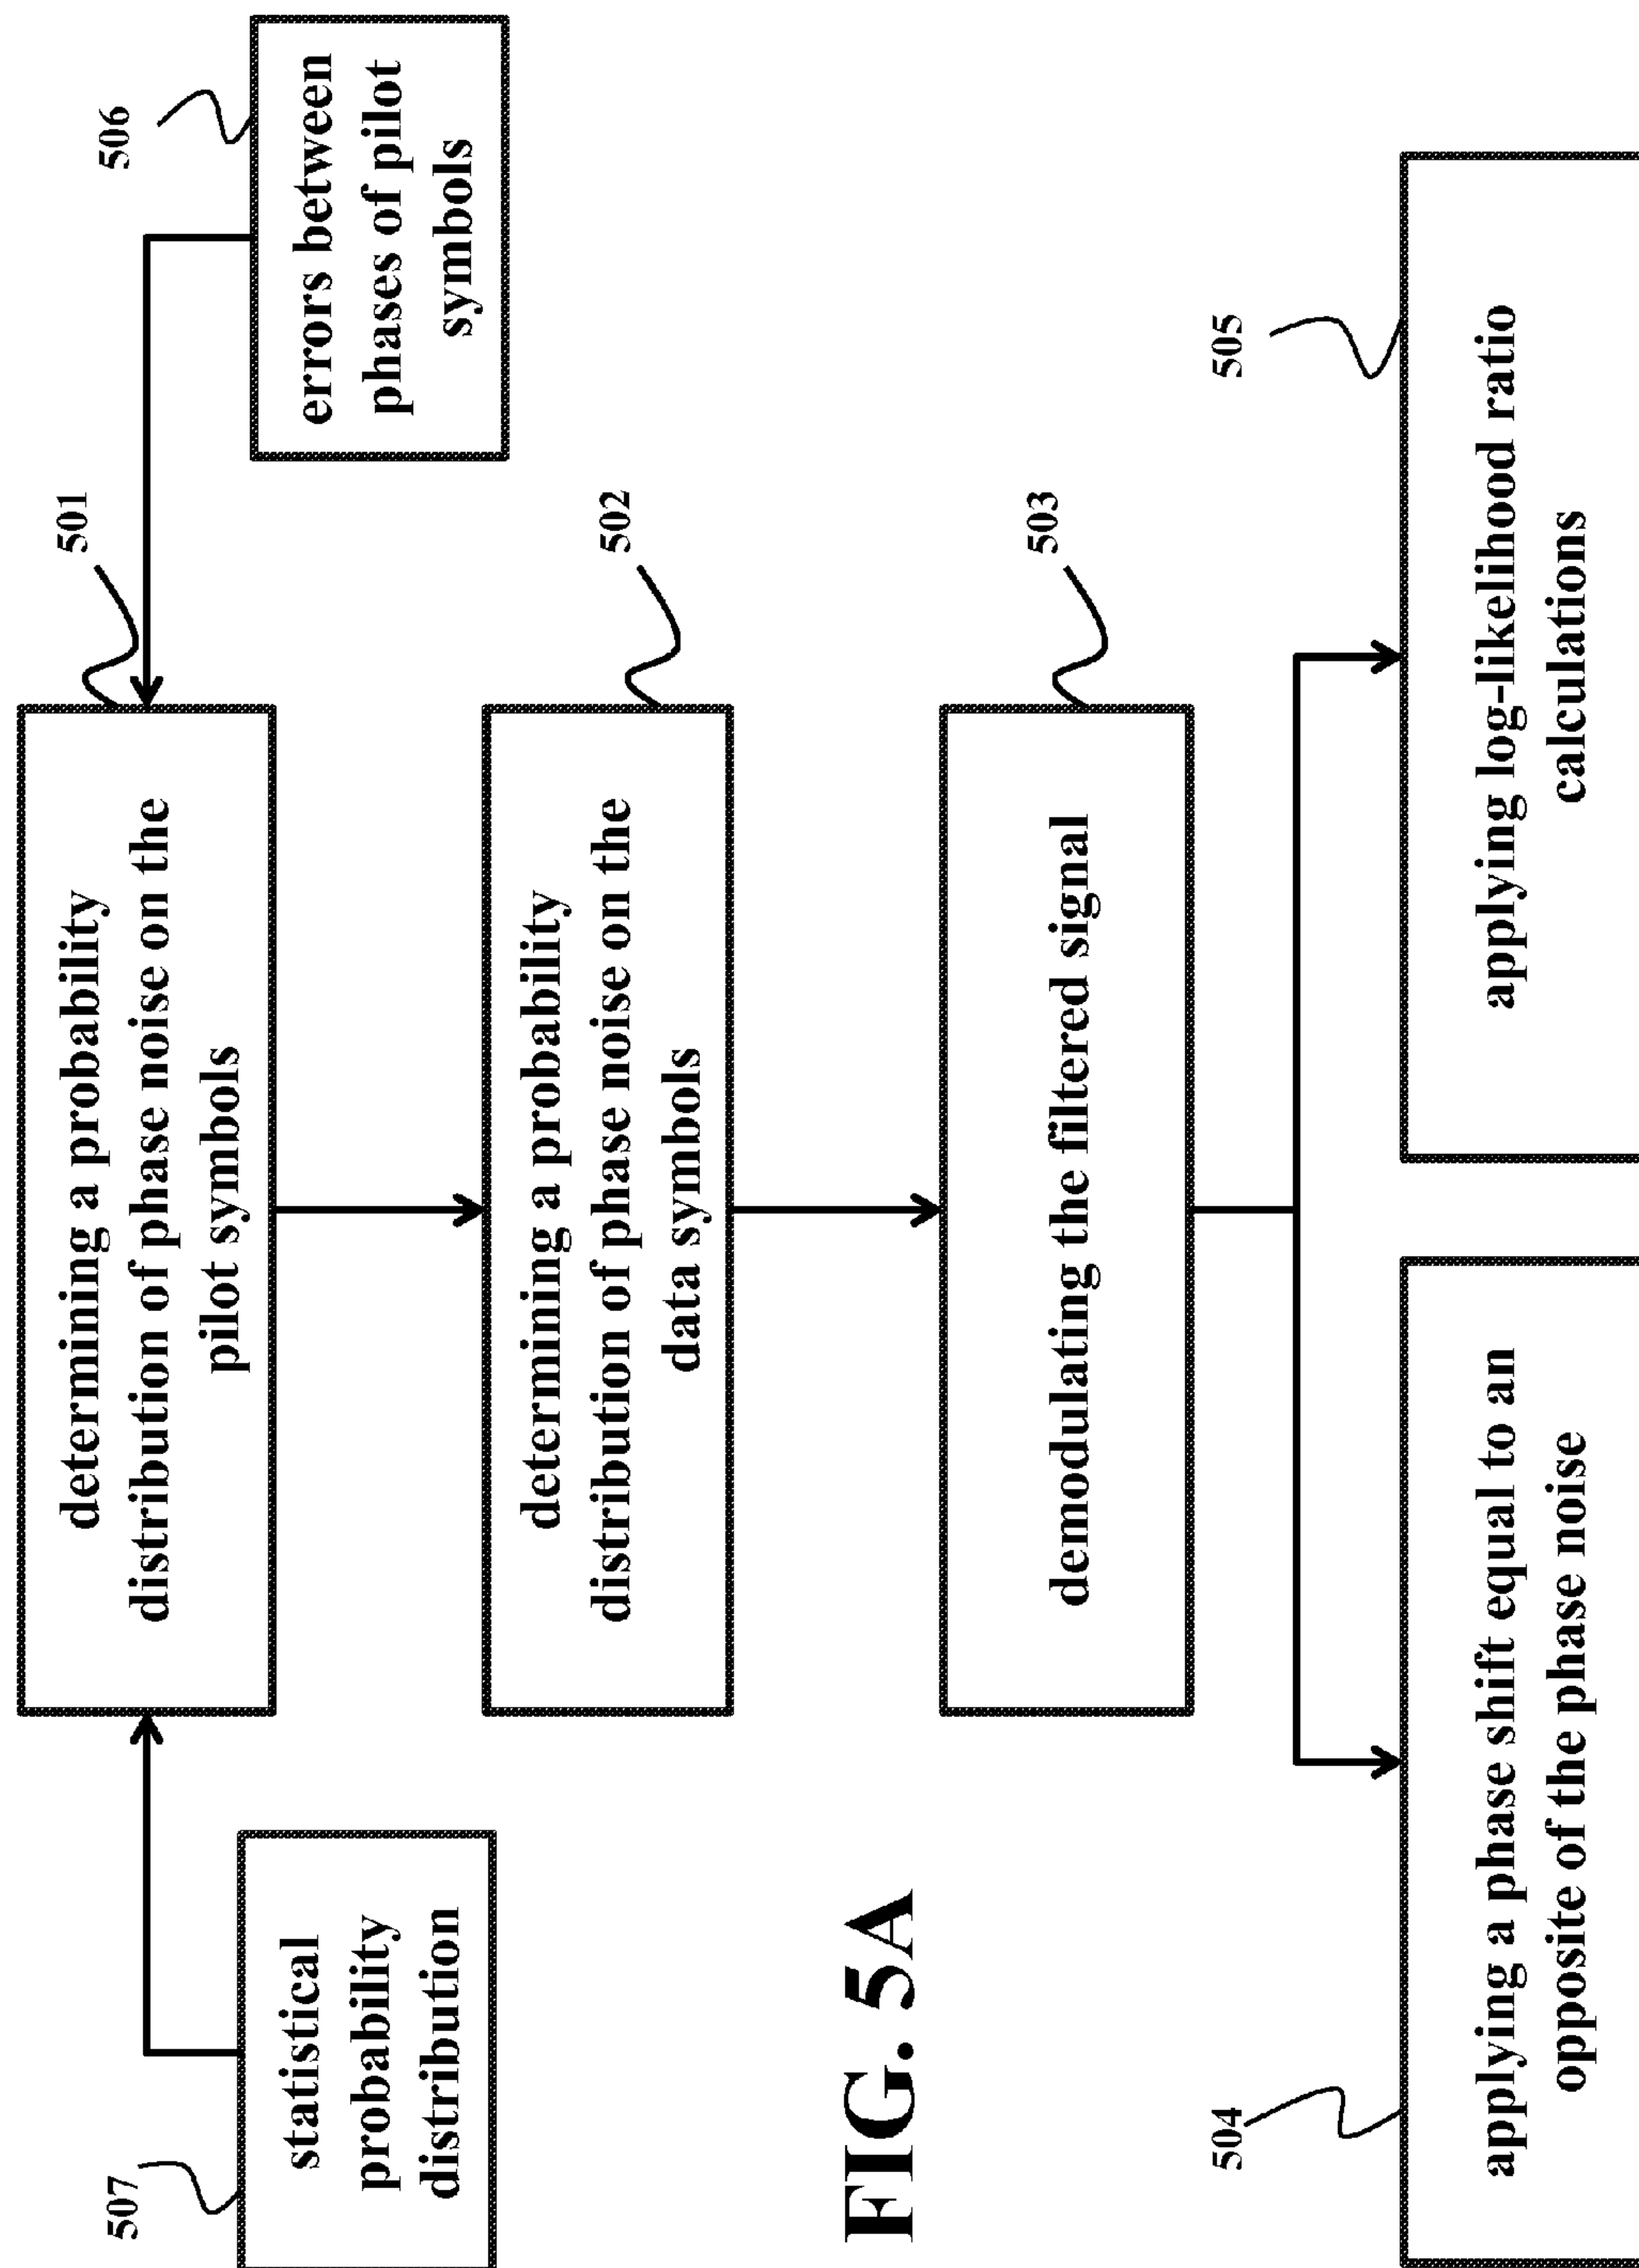 507
statistical
probability
distribution
501
determining a probability
distribution of phase noise on the
pilot symbols
506
errors between
phases of pilot
symbols
502
determining a probability
distribution of phase noise on the
data symbols
503
demodulating the filtered signal
FIG. 5A
504
applying a phase shift equal to an
opposite of the phase noise
505
applying log-likelihood ratio
calculations